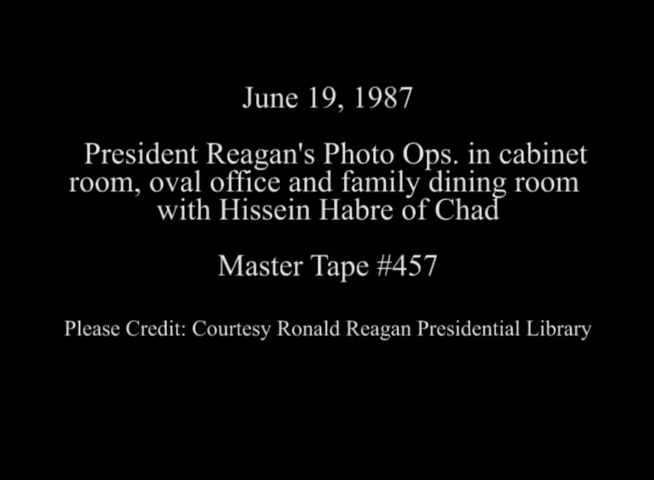 June 19, 1987
President Reagan's Photo Ops. in cabinet
room, oval office and family dining room
with Hissein Habre of Chad
Master Tape #457
Please Credit: Courtesy Ronald Reagan Presidential Library